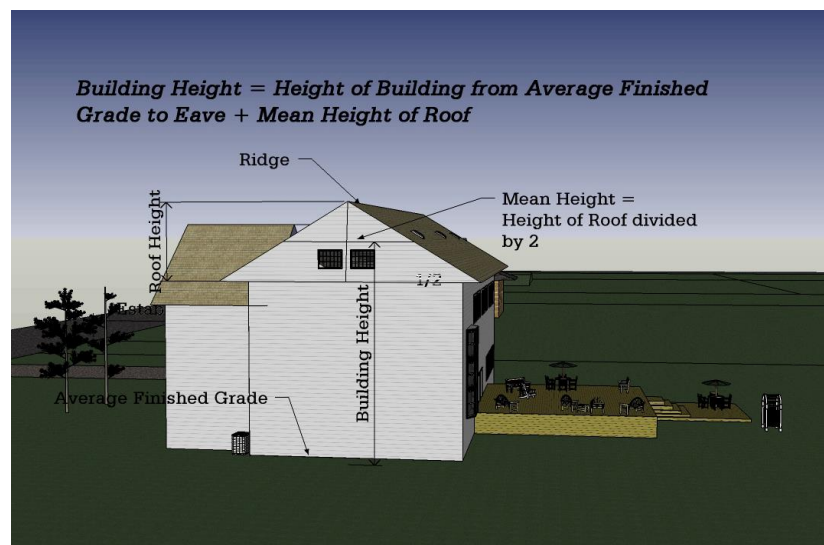 Building Height = Height of Building from Average Finished
Grade to Eave + Mean Height of Roof
Ridge
Mean Height =
Height of Roof divided
by 2
Roof Height
1/2
Building Height
Average Finished Grade